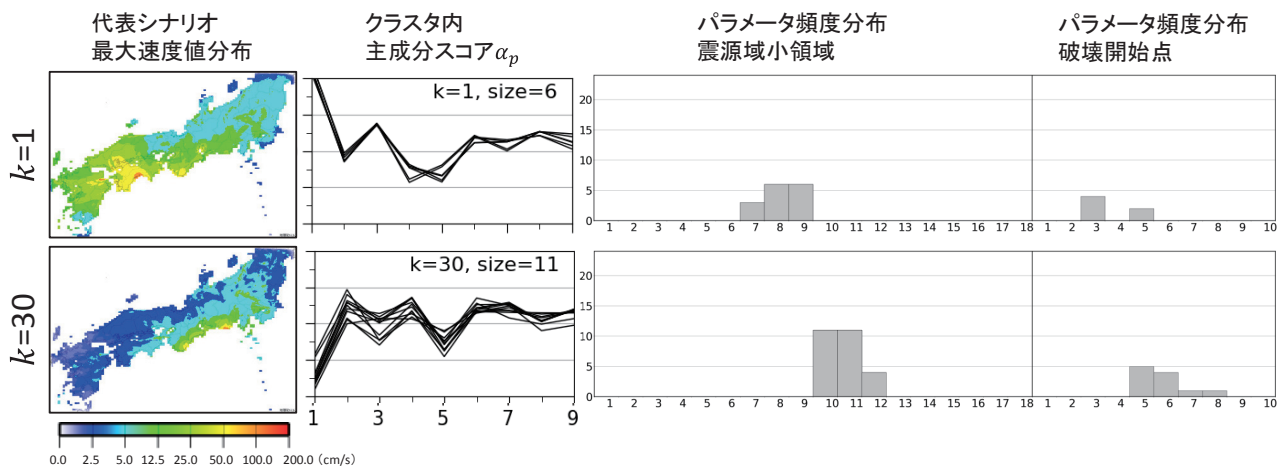 代表シナリオ
最大速度値分布
クラスタ内
主成分スコアα_p
パラメータ頻度分布
震源域小領域
パラメータ頻度分布
破壊開始点
k=1
k=1, size=6
20
15
10
5
0
1 2 3 4 5 6 7 8 9 10 11 12 13 14 15 16 17 18 1 2 3 4 5 6 7 8 9 10
k=30
k=30, size=11
20
15
10
5
0
1 2 3 4 5 6 7 8 9 10 11 12 13 14 15 16 17 18 1 2 3 4 5 6 7 8 9 10
1 3 5 7 9
0.0 2.5 5.0 12.5 25.0 50.0 100.0 200.0 (cm/s)